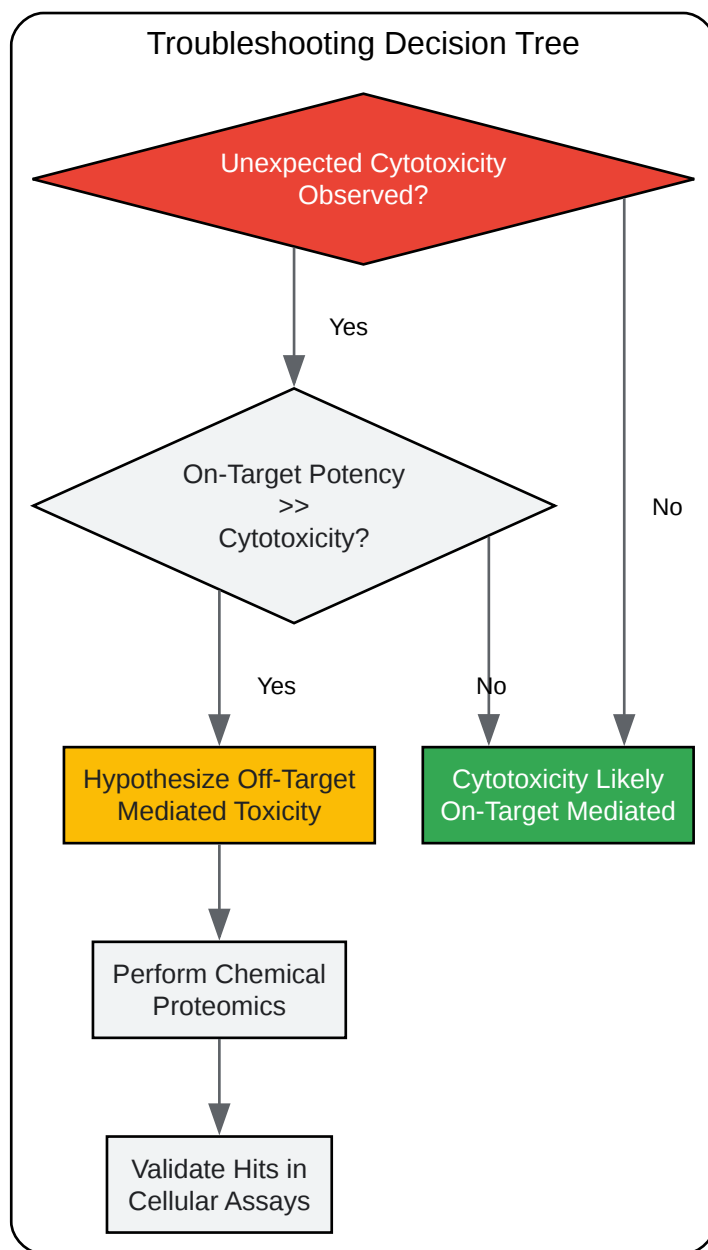 Troubleshooting Decision Tree
Unexpected Cytotoxicity
Observed?
Yes
On-Target Potency
>>
Cytotoxicity?
No
Yes
No
Hypothesize Off-Target
Mediated Toxicity
Cytotoxicity Likely
On-Target Mediated
Perform Chemical
Proteomics
Validate Hits in
Cellular Assays